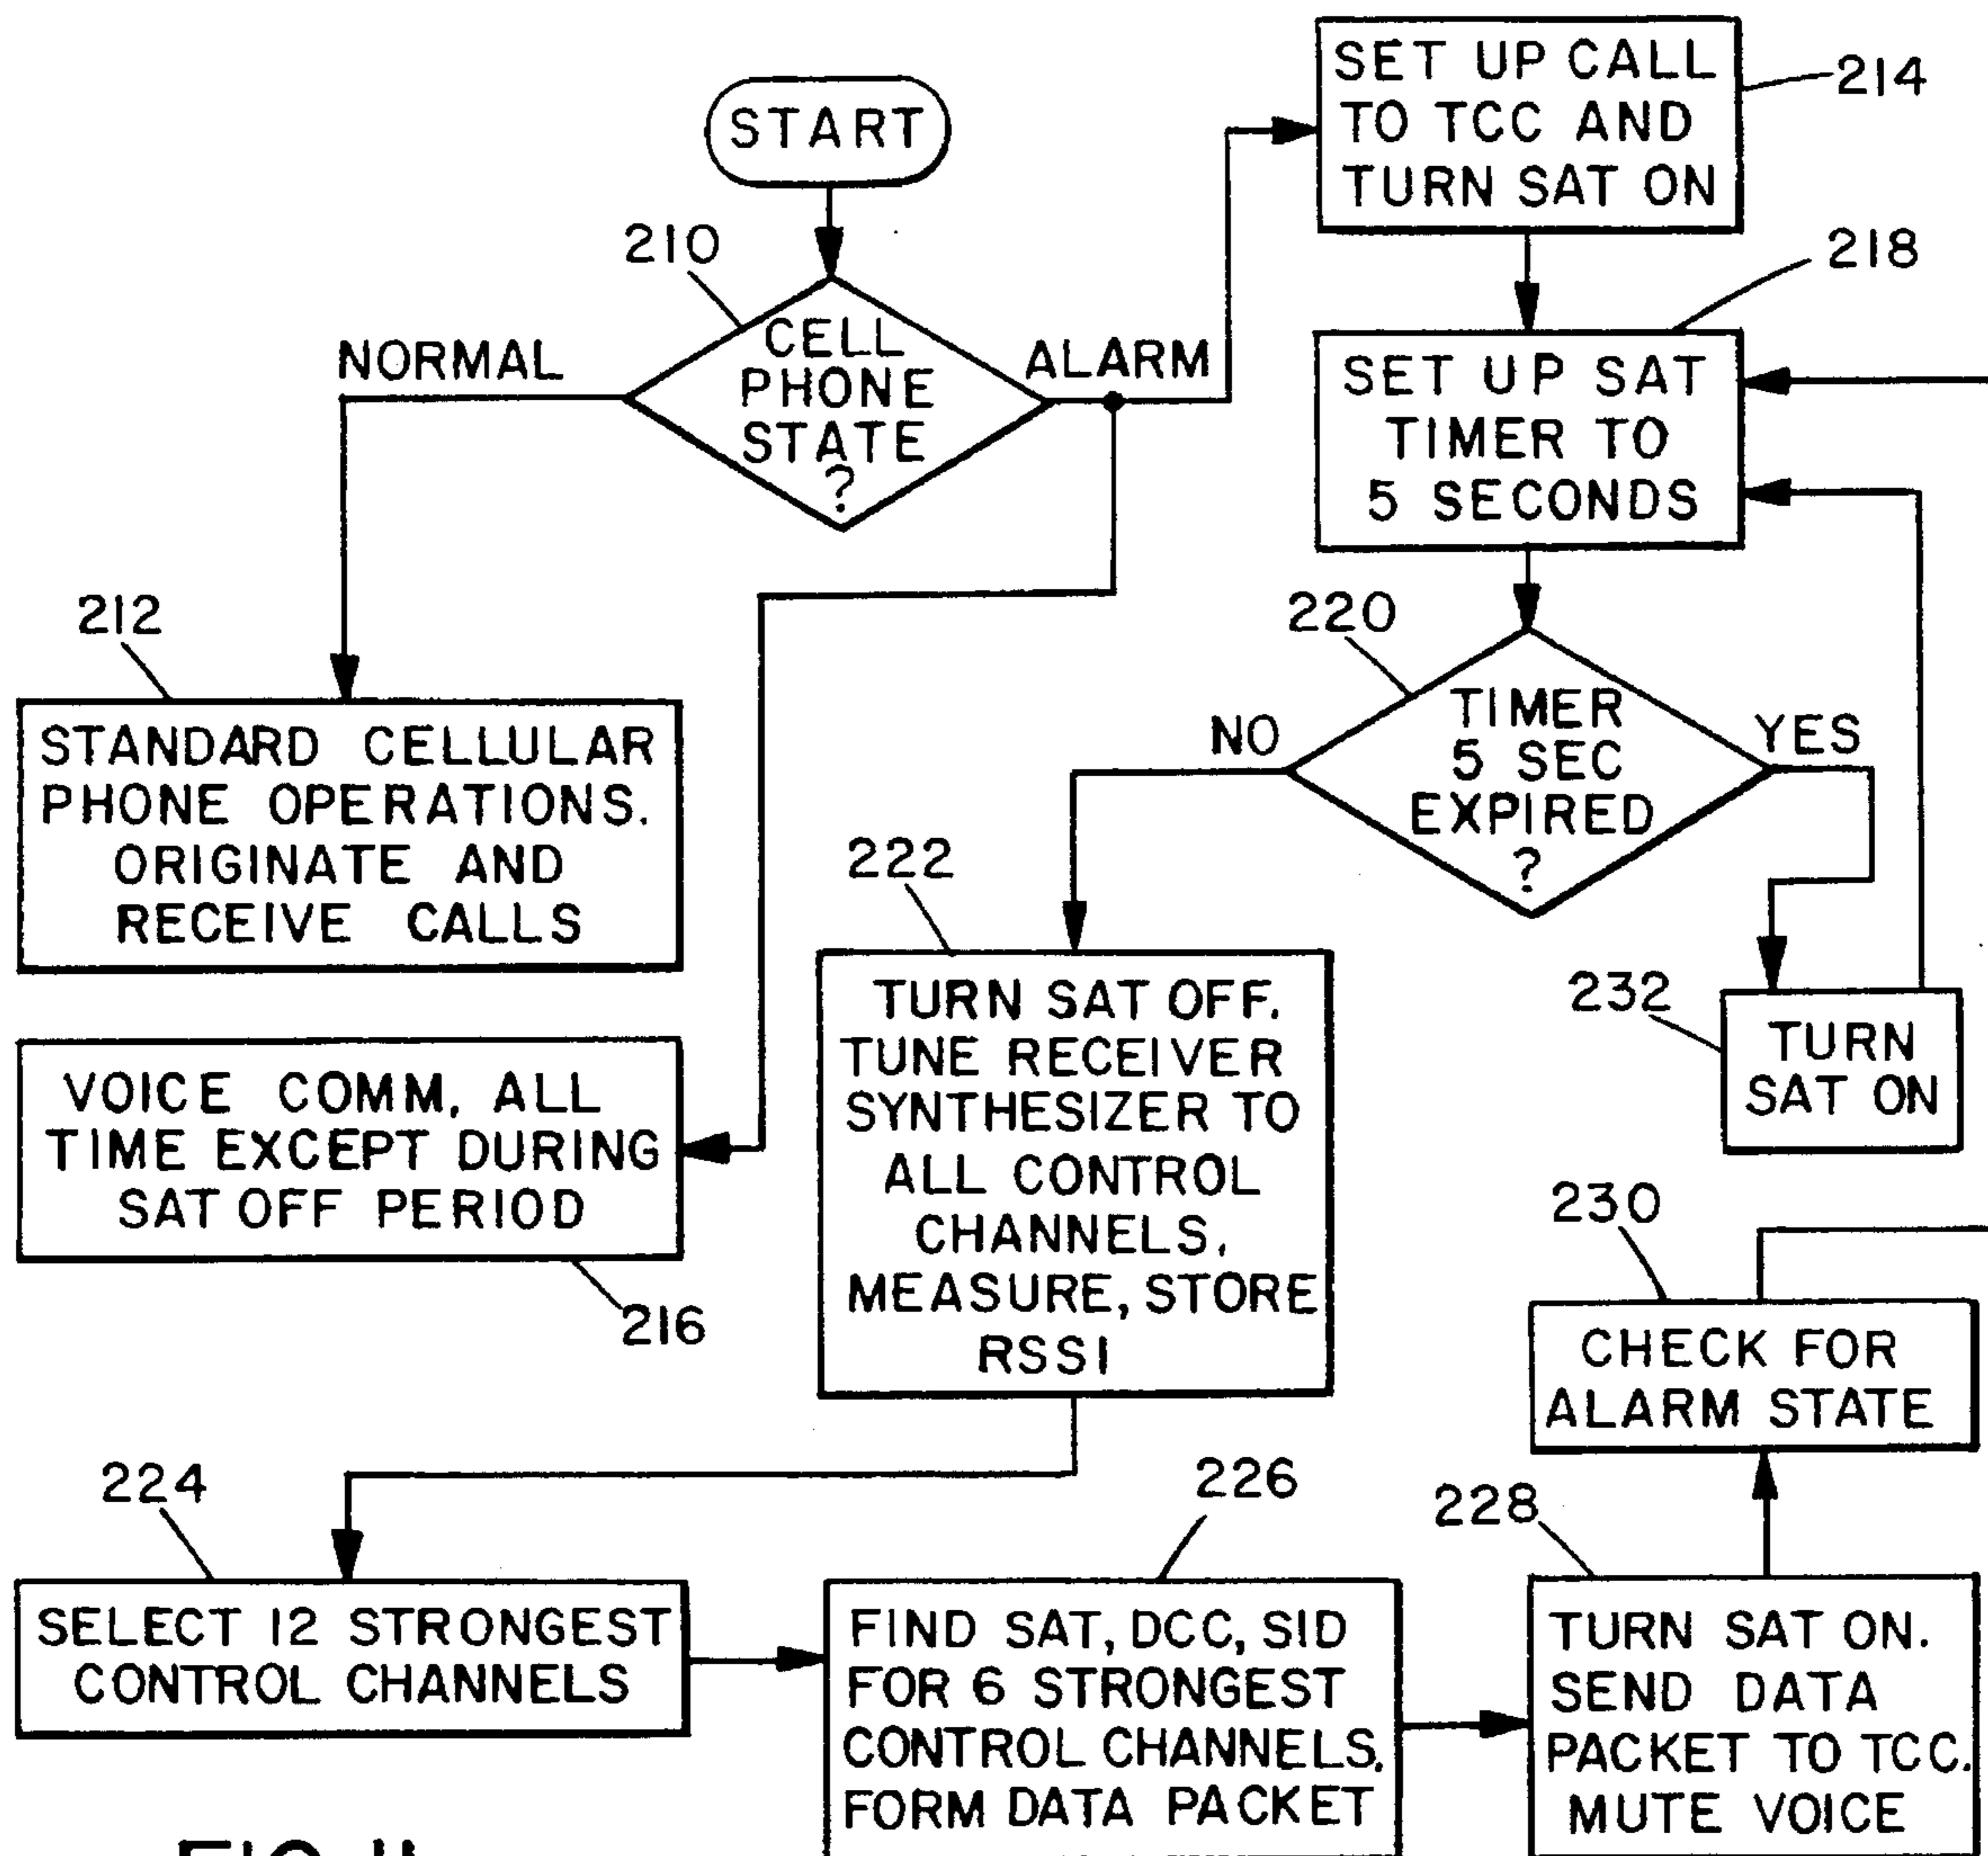 START
210
CELL
PHONE
STATE
?
NORMAL
ALARM
SET UP CALL
TO TCC AND
TURN SAT ON
214
218
SET UP SAT
TIMER TO
5 SECONDS
212
STANDARD CELLULAR
PHONE OPERATIONS.
ORIGINATE AND
RECEIVE CALLS
220
TIMER
5 SEC
EXPIRED
?
NO
YES
VOICE COMM. ALL
TIME EXCEPT DURING
SAT OFF PERIOD
216
222
TURN SAT OFF.
TUNE RECEIVER
SYNTHESIZER TO
ALL CONTROL
CHANNELS.
MEASURE, STORE
RSSI
232
TURN
SAT ON
230
CHECK FOR
ALARM STATE
224
SELECT 12 STRONGEST
CONTROL CHANNELS
226
FIND SAT, DCC, SID
FOR 6 STRONGEST
CONTROL CHANNELS.
FORM DATA PACKET
228
TURN SAT ON.
SEND DATA
PACKET TO TCC.
MUTE VOICE
FIG. 11